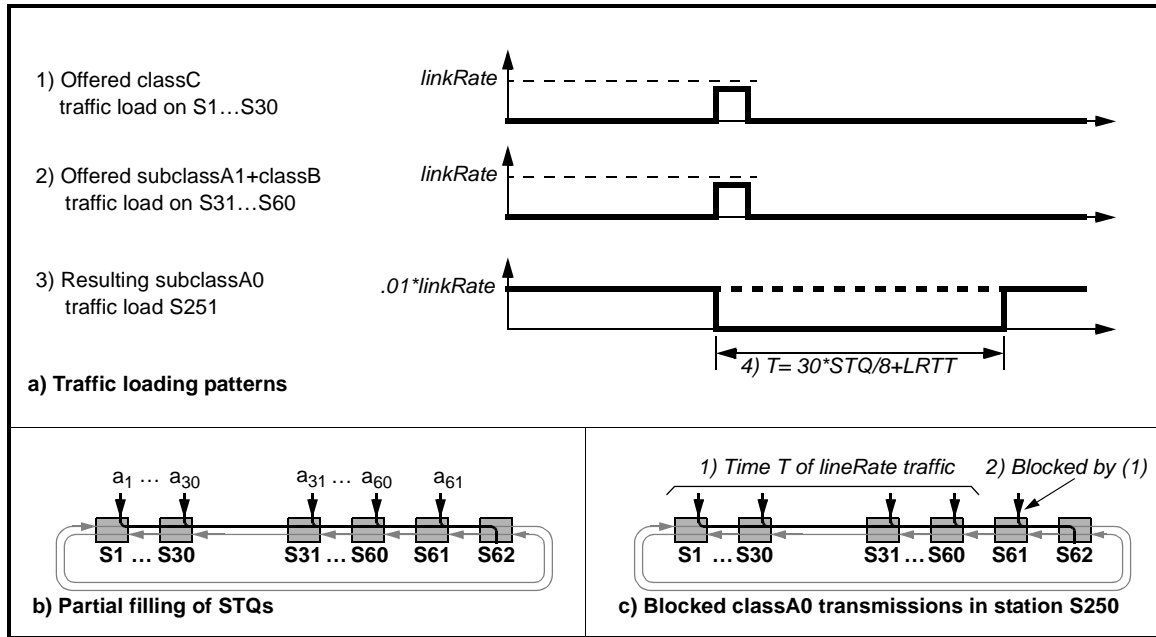 1) Offered classC
traffic load on S1…S30
linkRate
2) Offered subclassA1+classB
traffic load on S31…S60
linkRate
3) Resulting subclassA0
traffic load S251
.01*linkRate
4) T= 30*STQ/8+LRTT
a) Traffic loading patterns
a1 … a30 a31 … a60 a61
S1 … S30 S31 … S60 S61 S62
b) Partial filling of STQs
1) Time T of lineRate traffic 2) Blocked by (1)
S1 … S30 S31 … S60 S61 S62
c) Blocked classA0 transmissions in station S250